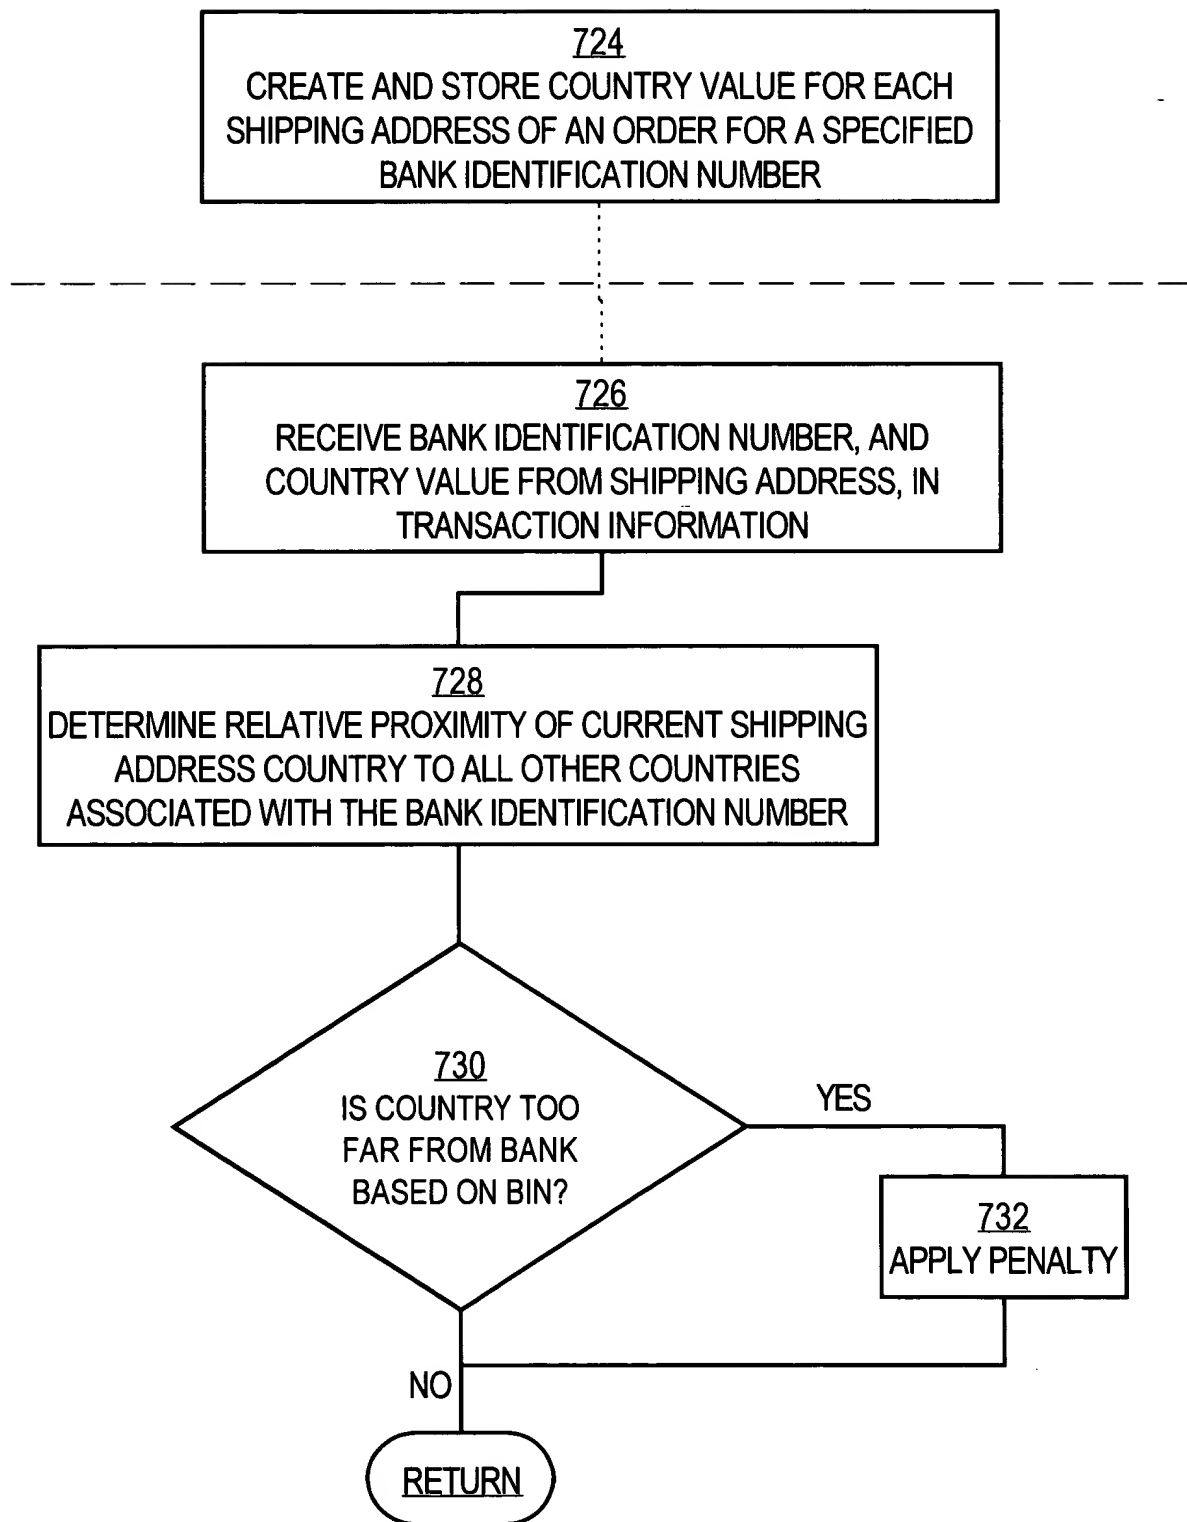 724
CREATE AND STORE COUNTRY VALUE FOR EACH
SHIPPING ADDRESS OF AN ORDER FOR A SPECIFIED
BANK IDENTIFICATION NUMBER
726
RECEIVE BANK IDENTIFICATION NUMBER, AND
COUNTRY VALUE FROM SHIPPING ADDRESS, IN
TRANSACTION INFORMATION
728
DETERMINE RELATIVE PROXIMITY OF CURRENT SHIPPING
ADDRESS COUNTRY TO ALL OTHER COUNTRIES
ASSOCIATED WITH THE BANK IDENTIFICATION NUMBER
730
IS COUNTRY TOO
FAR FROM BANK
BASED ON BIN?
YES
732
APPLY PENALTY
NO
RETURN